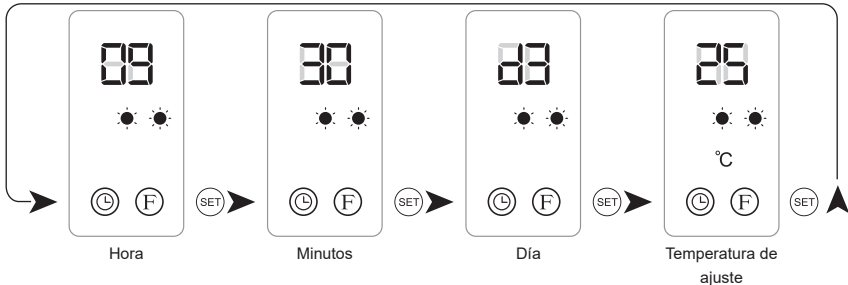 09 30 d3 25
℃
F SET F SET F SET F SET
Hora Minutos Día Temperatura de
ajuste